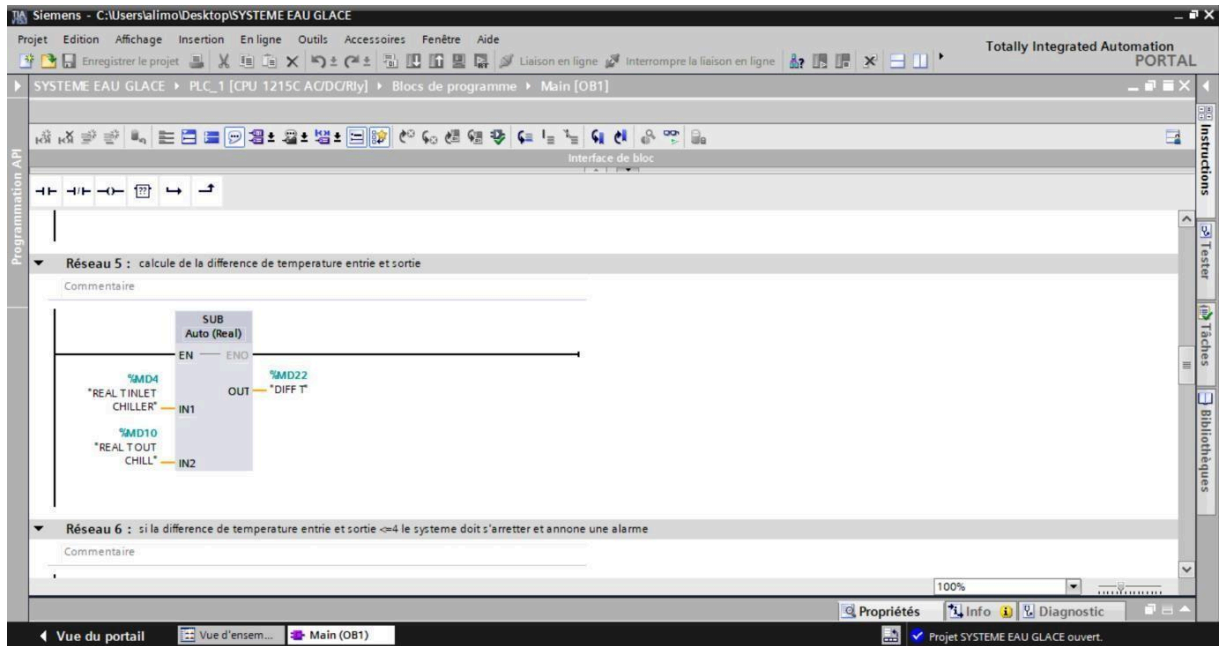 Siemens - C:\Users\alimo\Desktop\SYSTEME EAU GLACE
Projet Edition Affichage Insertion En ligne Outils Accessoires Fenêtre Aide
Totally Integrated Automation
PORTAL
Enregistrer le projet
Liaison en ligne
Interrompre la liaison en ligne
SYSTEME EAU GLACE ▸ PLC_1 [CPU 1215C AC/DC/Rly] ▸ Blocs de programme ▸ Main [OB1]
Interface de bloc
Programmation API
Instructions
Tester
Tâches
Bibliothèques
Réseau 5 : calcule de la difference de temperature entrie et sortie
Commentaire
SUB
Auto (Real)
EN ENO
%MD4
"REAL T INLET
CHILLER"
IN1
%MD22
OUT
"DIFF T"
%MD10
"REAL T OUT
CHILL"
IN2
Réseau 6 : si la difference de temperature entrie et sortie <=4 le systeme doit s'arretter et annone une alarme
Commentaire
100%
Propriétés Info Diagnostic
Vue du portail Vue d'ensem... Main (OB1)
Projet SYSTEME EAU GLACE ouvert.